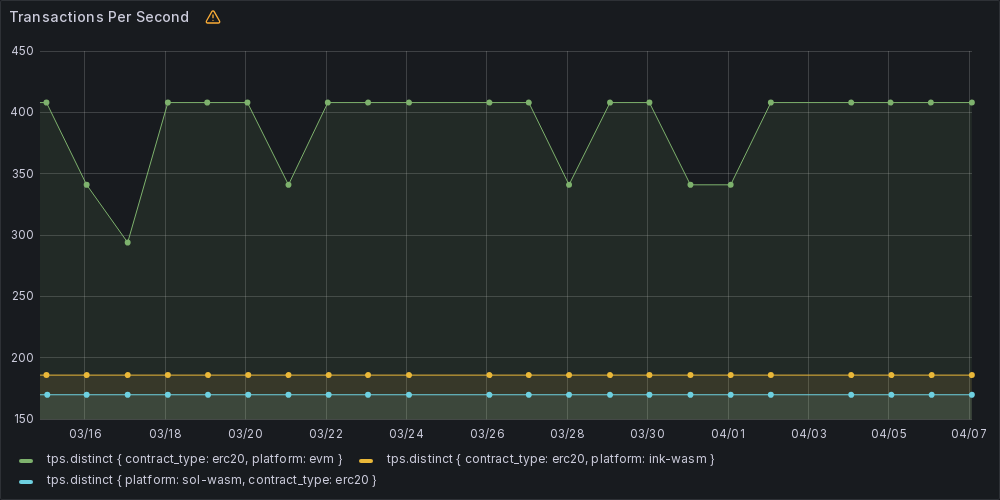 Transactions Per Second
450
400
350
300
250
200
150
03/16 03/18 03/20 03/22 03/24 03/26 03/28 03/30 04/01 04/03 04/05 04/07
tps.distinct { contract_type: erc20, platform: evm } tps.distinct { contract_type: erc20, platform: ink-wasm }
tps.distinct { platform: sol-wasm, contract_type: erc20 }